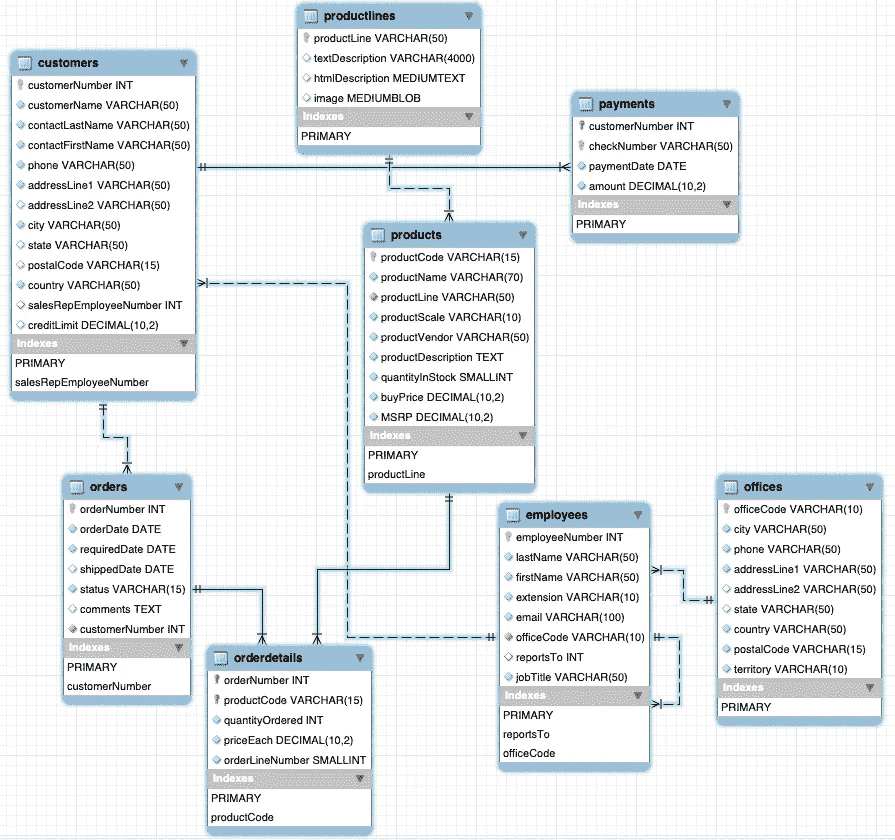 productlines
productLine VARCHAR(50)
textDescription VARCHAR(4000)
htmlDescription MEDIUMTEXT
image MEDIUMBLOB
Indexes
PRIMARY
customers
customerNumber INT
customerName VARCHAR(50)
contactLastName VARCHAR(50)
contactFirstName VARCHAR(50)
phone VARCHAR(50)
addressLine1 VARCHAR(50)
addressLine2 VARCHAR(50)
city VARCHAR(50)
state VARCHAR(50)
postalCode VARCHAR(15)
country VARCHAR(50)
salesRepEmployeeNumber INT
creditLimit DECIMAL(10,2)
Indexes
PRIMARY
salesRepEmployeeNumber
payments
customerNumber INT
checkNumber VARCHAR(50)
paymentDate DATE
amount DECIMAL(10,2)
Indexes
PRIMARY
products
productCode VARCHAR(15)
productName VARCHAR(70)
productLine VARCHAR(50)
productScale VARCHAR(10)
productVendor VARCHAR(50)
productDescription TEXT
quantityInStock SMALLINT
buyPrice DECIMAL(10,2)
MSRP DECIMAL(10,2)
Indexes
PRIMARY
productLine
orders
orderNumber INT
orderDate DATE
requiredDate DATE
shippedDate DATE
status VARCHAR(15)
comments TEXT
customerNumber INT
Indexes
PRIMARY
customerNumber
orderdetails
orderNumber INT
productCode VARCHAR(15)
quantityOrdered INT
priceEach DECIMAL(10,2)
orderLineNumber SMALLINT
Indexes
PRIMARY
productCode
employees
employeeNumber INT
lastName VARCHAR(50)
firstName VARCHAR(50)
extension VARCHAR(10)
email VARCHAR(100)
officeCode VARCHAR(10)
reportsTo INT
jobTitle VARCHAR(50)
Indexes
PRIMARY
reportsTo
officeCode
offices
officeCode VARCHAR(10)
city VARCHAR(50)
phone VARCHAR(50)
addressLine1 VARCHAR(50)
addressLine2 VARCHAR(50)
state VARCHAR(50)
country VARCHAR(50)
postalCode VARCHAR(15)
territory VARCHAR(10)
Indexes
PRIMARY